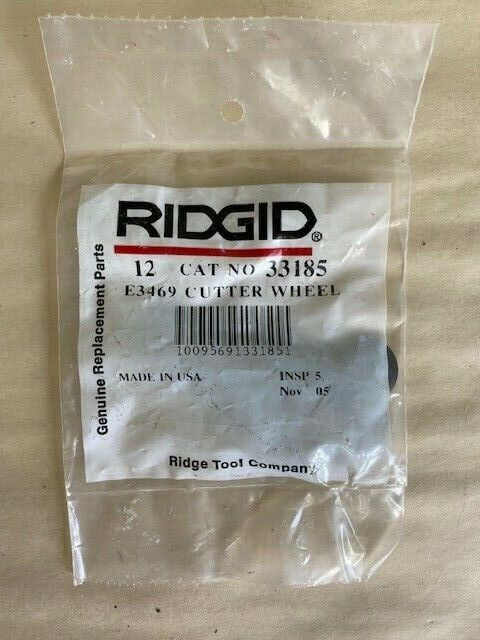 RIDGID®
12 CAT NO 33185
E3469 CUTTER WHEEL
10095691331851
MADE IN USA INSP 5
Nov 05
Ridge Tool Company
Genuine Replacement Parts